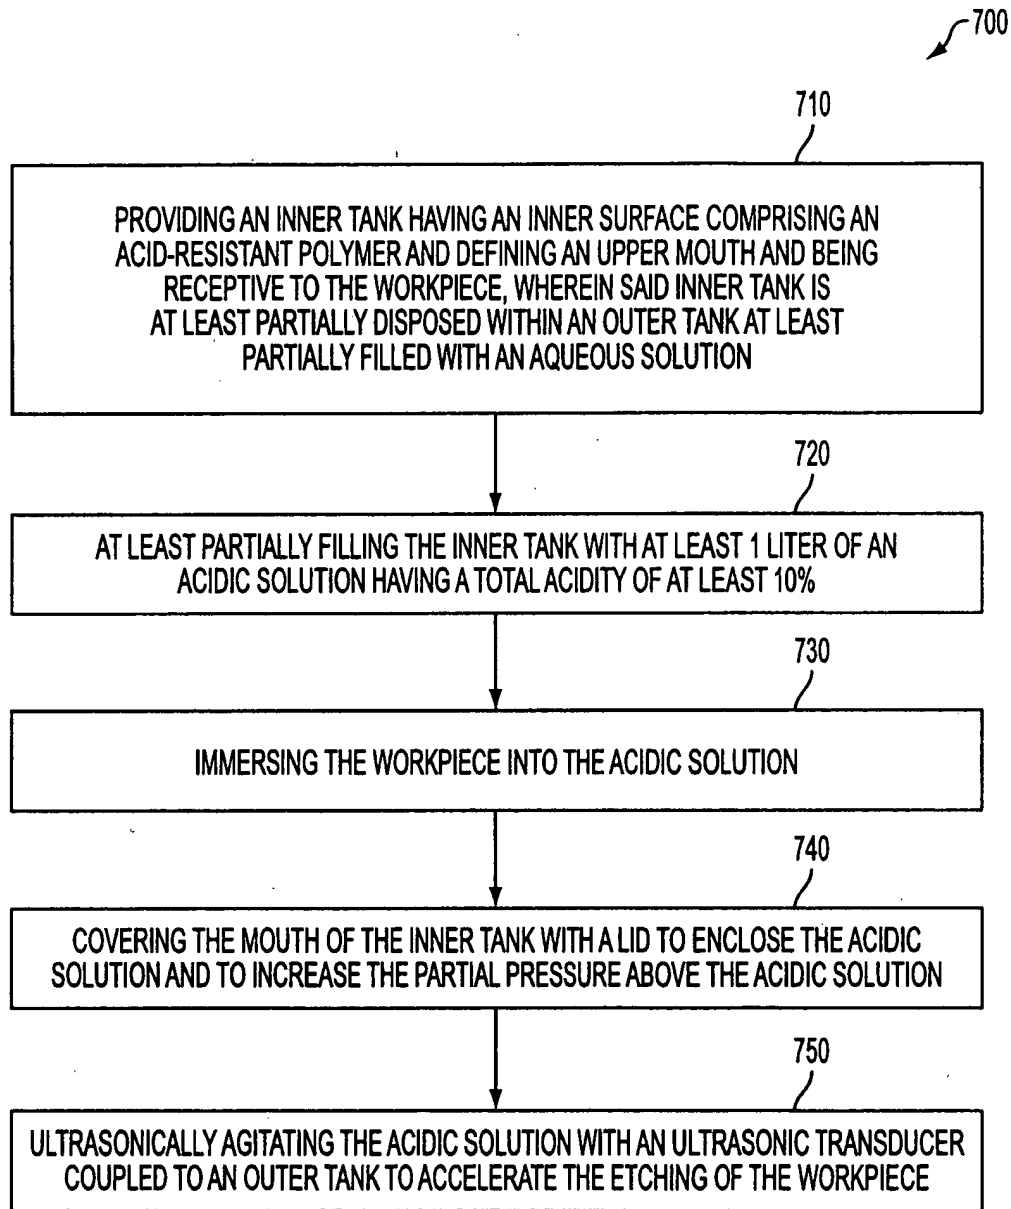 700
710
PROVIDING AN INNER TANK HAVING AN INNER SURFACE COMPRISING AN
ACID-RESISTANT POLYMER AND DEFINING AN UPPER MOUTH AND BEING
RECEPTIVE TO THE WORKPIECE, WHEREIN SAID INNER TANK IS
AT LEAST PARTIALLY DISPOSED WITHIN AN OUTER TANK AT LEAST
PARTIALLY FILLED WITH AN AQUEOUS SOLUTION
720
AT LEAST PARTIALLY FILLING THE INNER TANK WITH AT LEAST 1 LITER OF AN
ACIDIC SOLUTION HAVING A TOTAL ACIDITY OF AT LEAST 10%
730
IMMERSING THE WORKPIECE INTO THE ACIDIC SOLUTION
740
COVERING THE MOUTH OF THE INNER TANK WITH A LID TO ENCLOSE THE ACIDIC
SOLUTION AND TO INCREASE THE PARTIAL PRESSURE ABOVE THE ACIDIC SOLUTION
750
ULTRASONICALLY AGITATING THE ACIDIC SOLUTION WITH AN ULTRASONIC TRANSDUCER
COUPLED TO AN OUTER TANK TO ACCELERATE THE ETCHING OF THE WORKPIECE